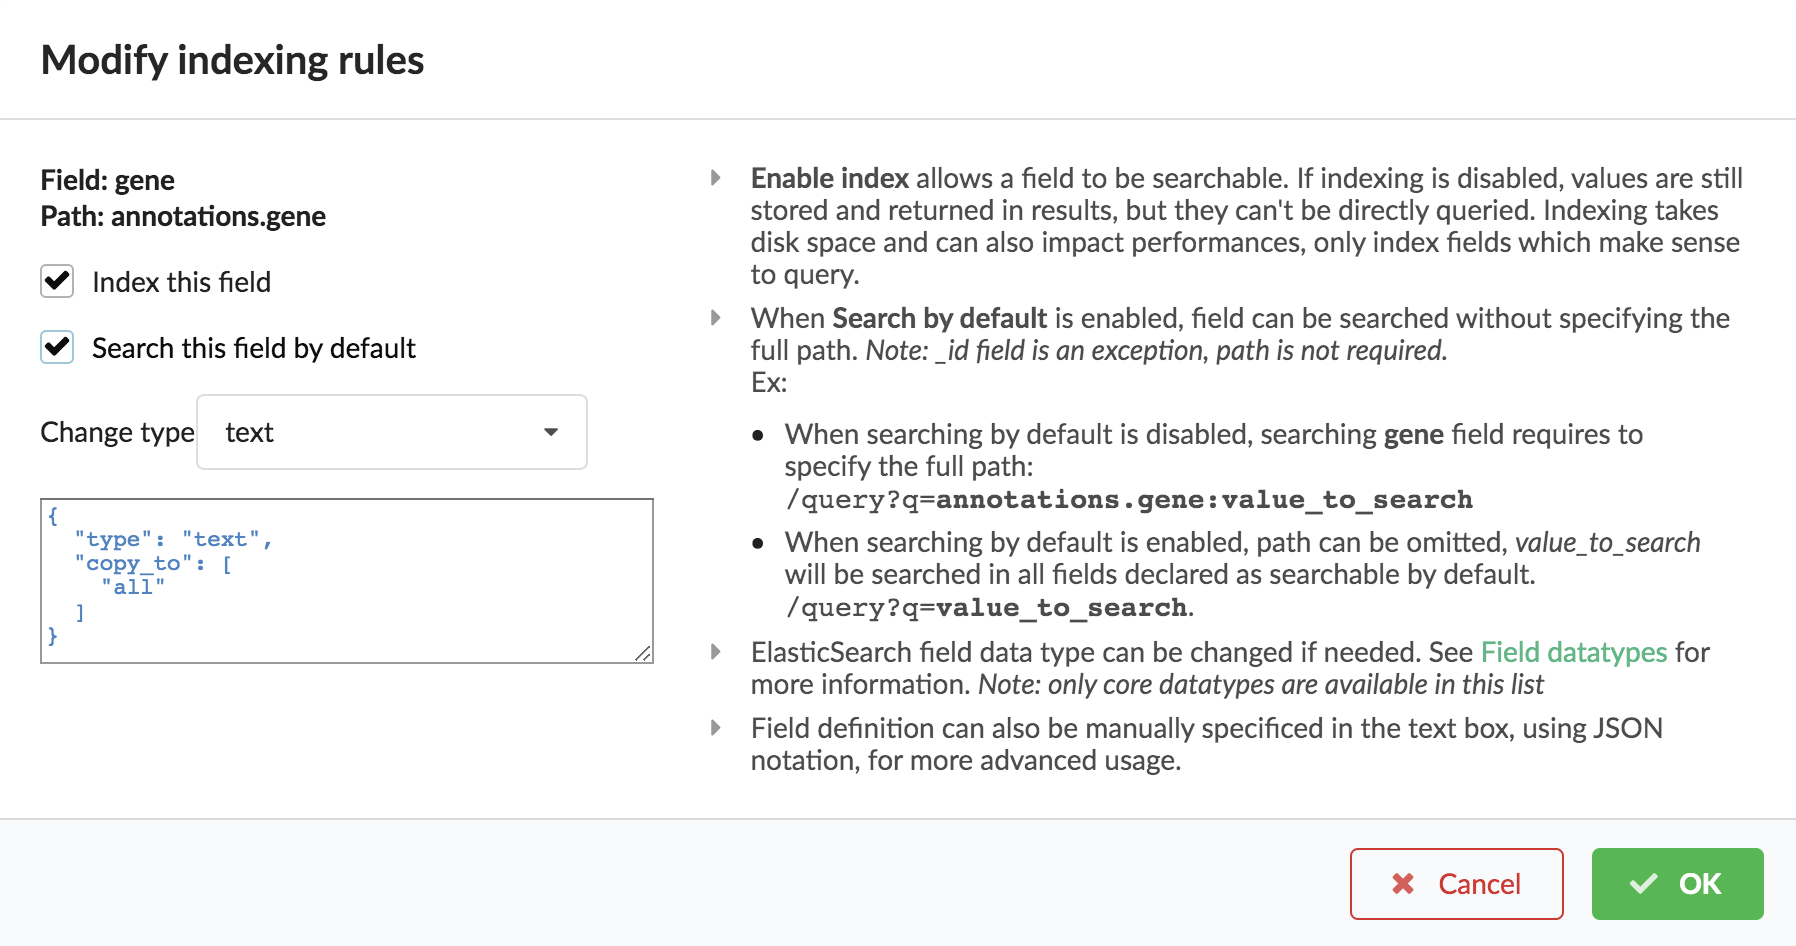 Modify indexing rules
Field: gene
Path: annotations.gene
Index this field
Search this field by default
Change type text
{
  "type": "text",
  "copy_to": [
    "all"
  ]
}
Enable index allows a field to be searchable. If indexing is disabled, values are still
stored and returned in results, but they can't be directly queried. Indexing takes
disk space and can also impact performances, only index fields which make sense
to query.
When Search by default is enabled, field can be searched without specifying the
full path. Note: _id field is an exception, path is not required.
Ex:
• When searching by default is disabled, searching gene field requires to
specify the full path:
/query?q=annotations.gene:value_to_search
• When searching by default is enabled, path can be omitted, value_to_search
will be searched in all fields declared as searchable by default.
/query?q=value_to_search.
ElasticSearch field data type can be changed if needed. See Field datatypes for
more information. Note: only core datatypes are available in this list
Field definition can also be manually specificed in the text box, using JSON
notation, for more advanced usage.
Cancel
OK